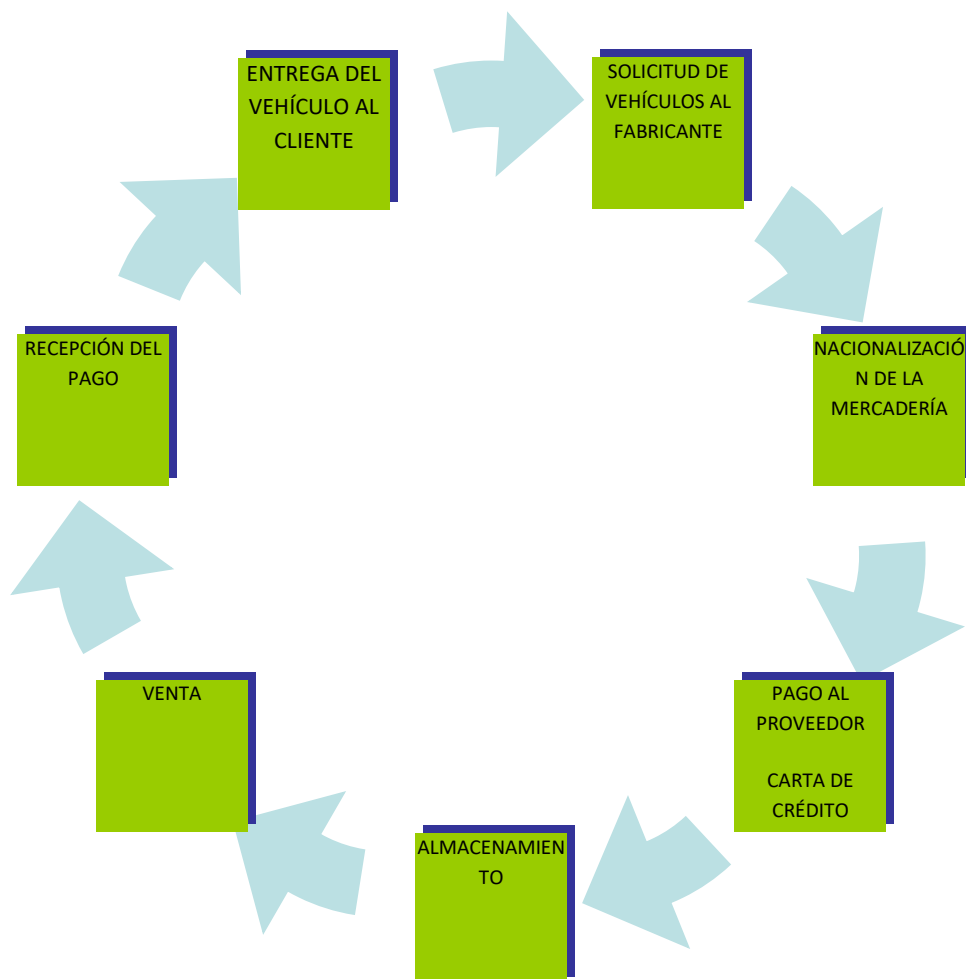 ENTREGA DEL
VEHÍCULO AL
CLIENTE
SOLICITUD DE
VEHÍCULOS AL
FABRICANTE
NACIONALIZACIÓ
N DE LA
MERCADERÍA
PAGO AL
PROVEEDOR
CARTA DE
CRÉDITO
ALMACENAMIEN
TO
VENTA
RECEPCIÓN DEL
PAGO